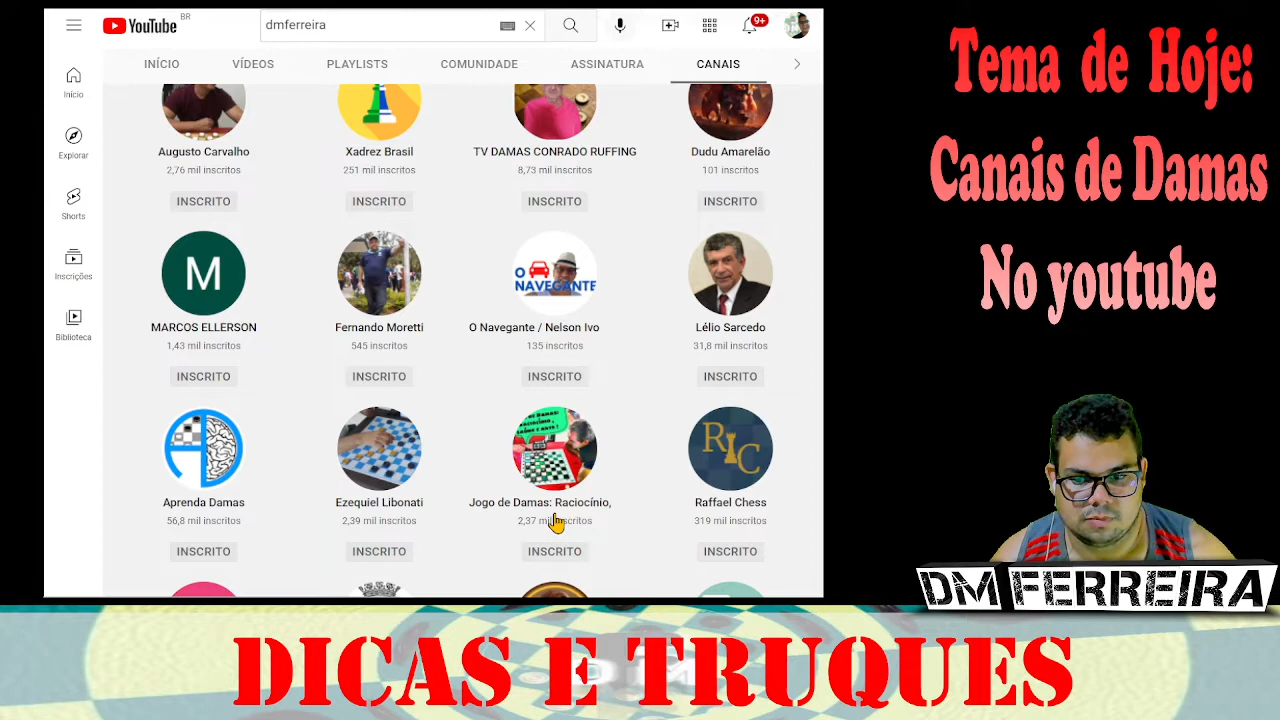 YouTube BR
dmferreira
9+
INÍCIO VÍDEOS PLAYLISTS COMUNIDADE ASSINATURA CANAIS
Início
Explorar
Shorts
Inscrições
Biblioteca
Augusto Carvalho Xadrez Brasil TV DAMAS CONRADO RUFFING Dudu Amarelão
2,76 mil inscritos 251 mil inscritos 8,73 mil inscritos 101 inscritos
INSCRITO INSCRITO INSCRITO INSCRITO
M
O
NAVEGANTE
MARCOS ELLERSON Fernando Moretti O Navegante / Nelson Ivo Lélio Sarcedo
1,43 mil inscritos 545 inscritos 135 inscritos 31,8 mil inscritos
INSCRITO INSCRITO INSCRITO INSCRITO
RIC
Aprenda Damas Ezequiel Libonati Jogo de Damas: Raciocínio, Raffael Chess
56,8 mil inscritos 2,39 mil inscritos 2,37 mil inscritos 319 mil inscritos
INSCRITO INSCRITO INSCRITO INSCRITO
Tema de Hoje:
Canais de Damas
No youtube
DM FERREIRA
DICAS E TRUQUES